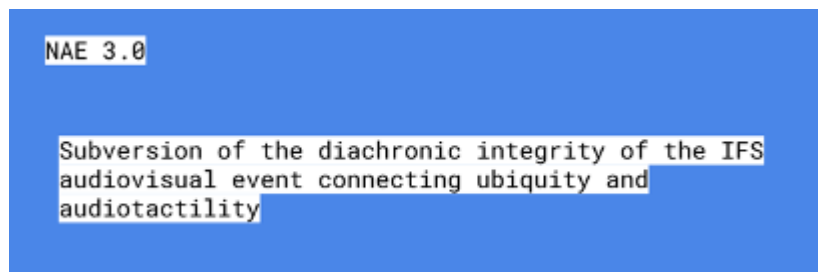 NAE 3.0
Subversion of the diachronic integrity of the IFS
audiovisual event connecting ubiquity and
audiotactility